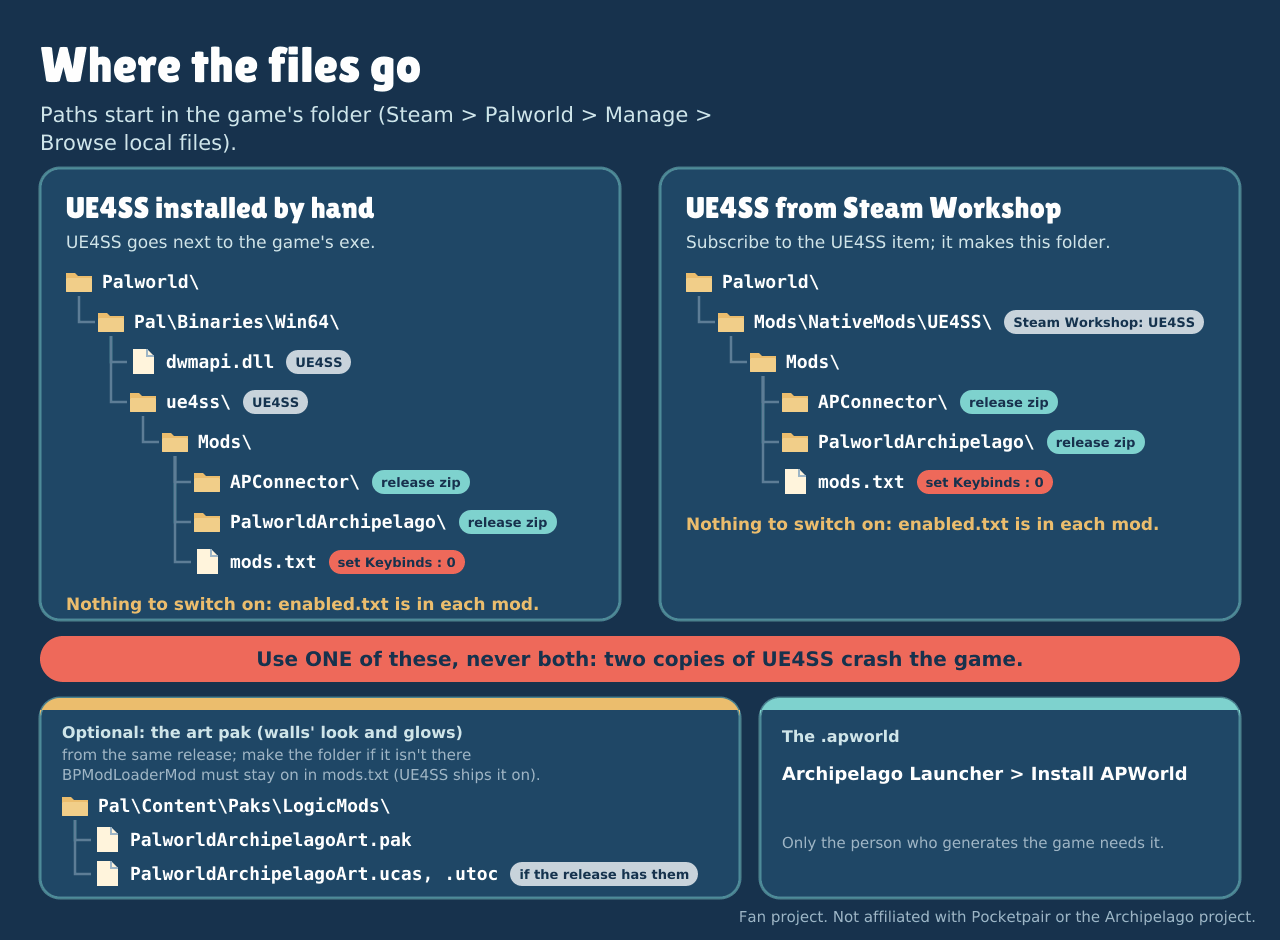 Where the files go
Paths start in the game's folder (Steam > Palworld > Manage >
Browse local files).
UE4SS installed by hand
UE4SS goes next to the game's exe.
Palworld\
Pal\Binaries\Win64\
dwmapi.dll UE4SS
ue4ss\ UE4SS
Mods\
APConnector\ release zip
PalworldArchipelago\ release zip
mods.txt set Keybinds : 0
Nothing to switch on: enabled.txt is in each mod.
UE4SS from Steam Workshop
Subscribe to the UE4SS item; it makes this folder.
Palworld\
Mods\NativeMods\UE4SS\ Steam Workshop: UE4SS
Mods\
APConnector\ release zip
PalworldArchipelago\ release zip
mods.txt set Keybinds : 0
Nothing to switch on: enabled.txt is in each mod.
Use ONE of these, never both: two copies of UE4SS crash the game.
Optional: the art pak (walls' look and glows)
from the same release; make the folder if it isn't there
BPModLoaderMod must stay on in mods.txt (UE4SS ships it on).
Pal\Content\Paks\LogicMods\
PalworldArchipelagoArt.pak
PalworldArchipelagoArt.ucas, .utoc if the release has them
The .apworld
Archipelago Launcher > Install APWorld
Only the person who generates the game needs it.
Fan project. Not affiliated with Pocketpair or the Archipelago project.